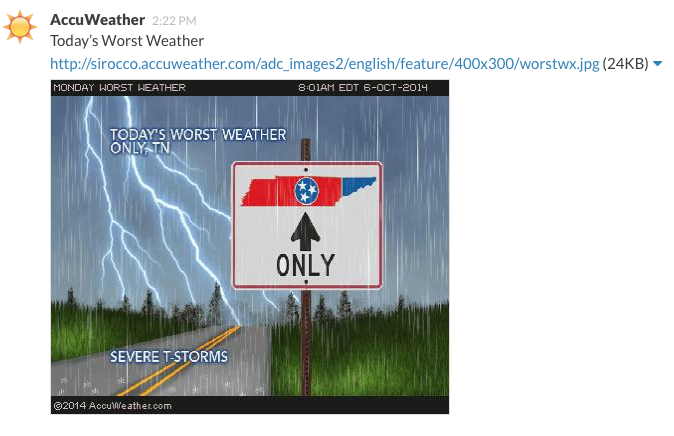 AccuWeather 2:22 PM
Today's Worst Weather
http://sirocco.accuweather.com/adc_images2/english/feature/400x300/worstwx.jpg (24KB)
MONDAY WORST WEATHER 8:01AM EDT 6-OCT-2014
TODAY'S WORST WEATHER
ONLY, TN
ONLY
SEVERE T-STORMS
©2014 AccuWeather.com